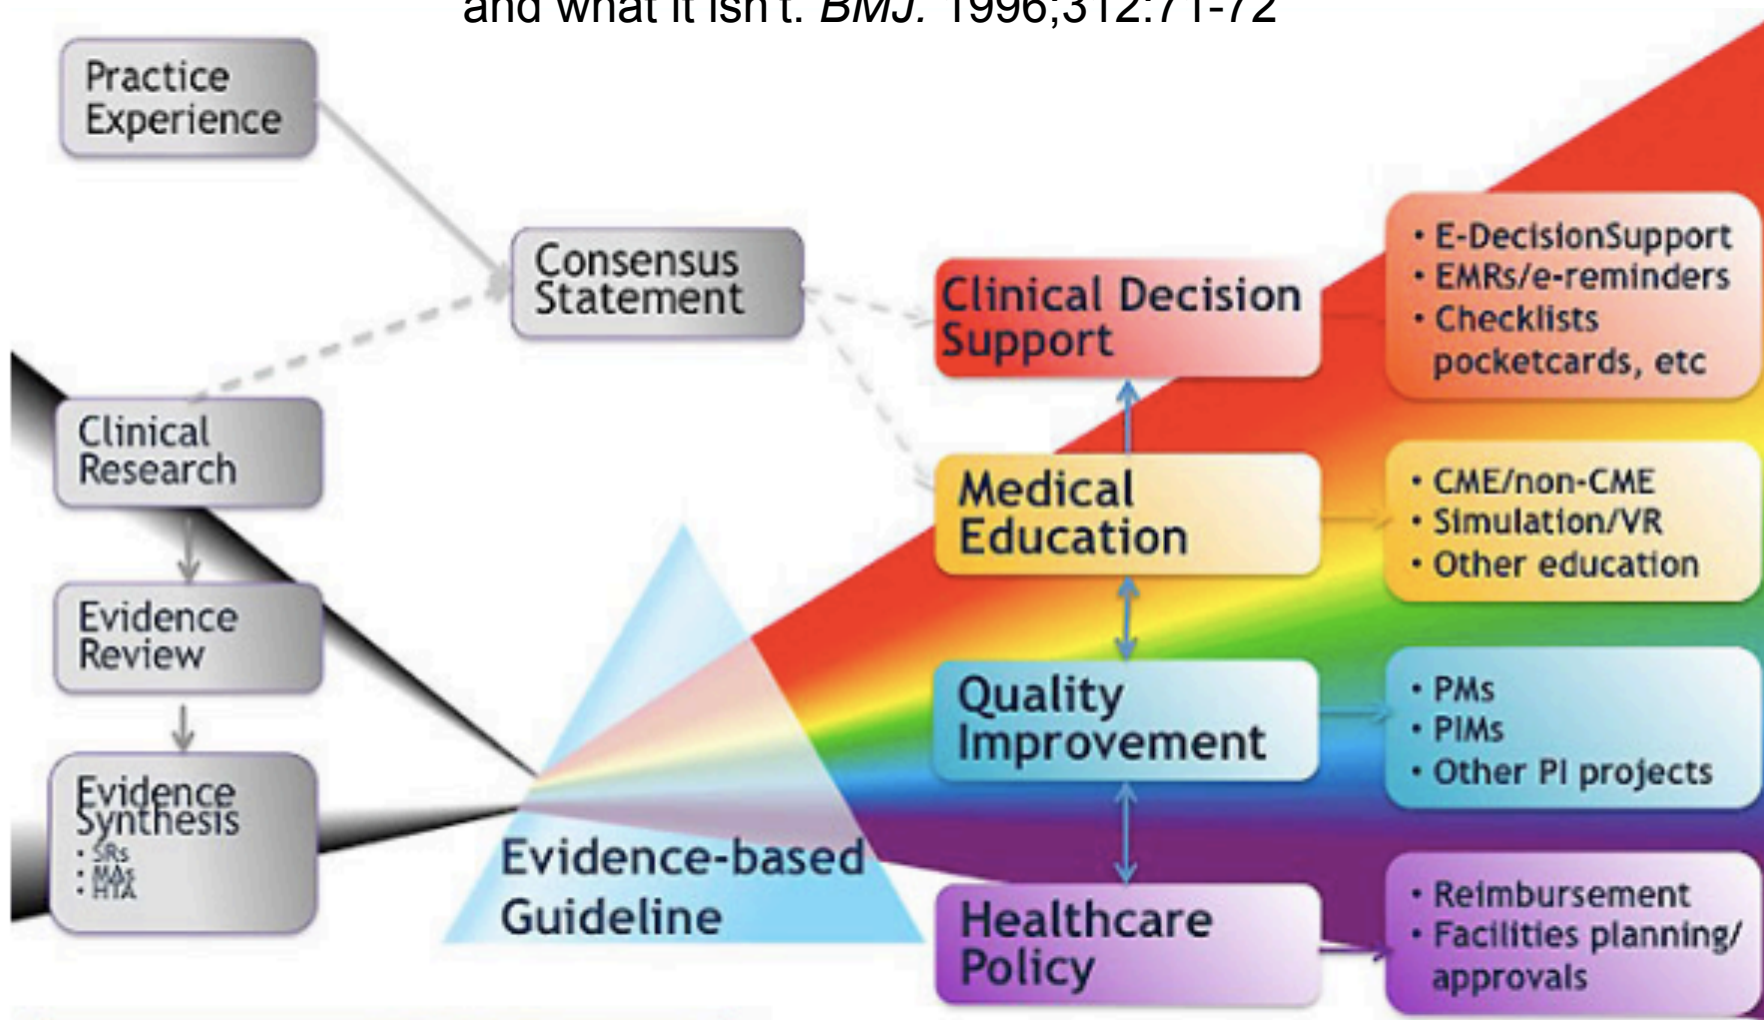 and what it isn't. BMJ. 1996;312:71-72
Practice
Experience
Consensus
Statement
Clinical
Research
Evidence
Review
Evidence
Synthesis
• SRs
• MAs
• HTA
Evidence-based
Guideline
Clinical Decision
Support
Medical
Education
Quality
Improvement
Healthcare
Policy
• E-DecisionSupport
• EMRs/e-reminders
• Checklists
pocketcards, etc
• CME/non-CME
• Simulation/VR
• Other education
• PMs
• PIMs
• Other PI projects
• Reimbursement
• Facilities planning/
approvals